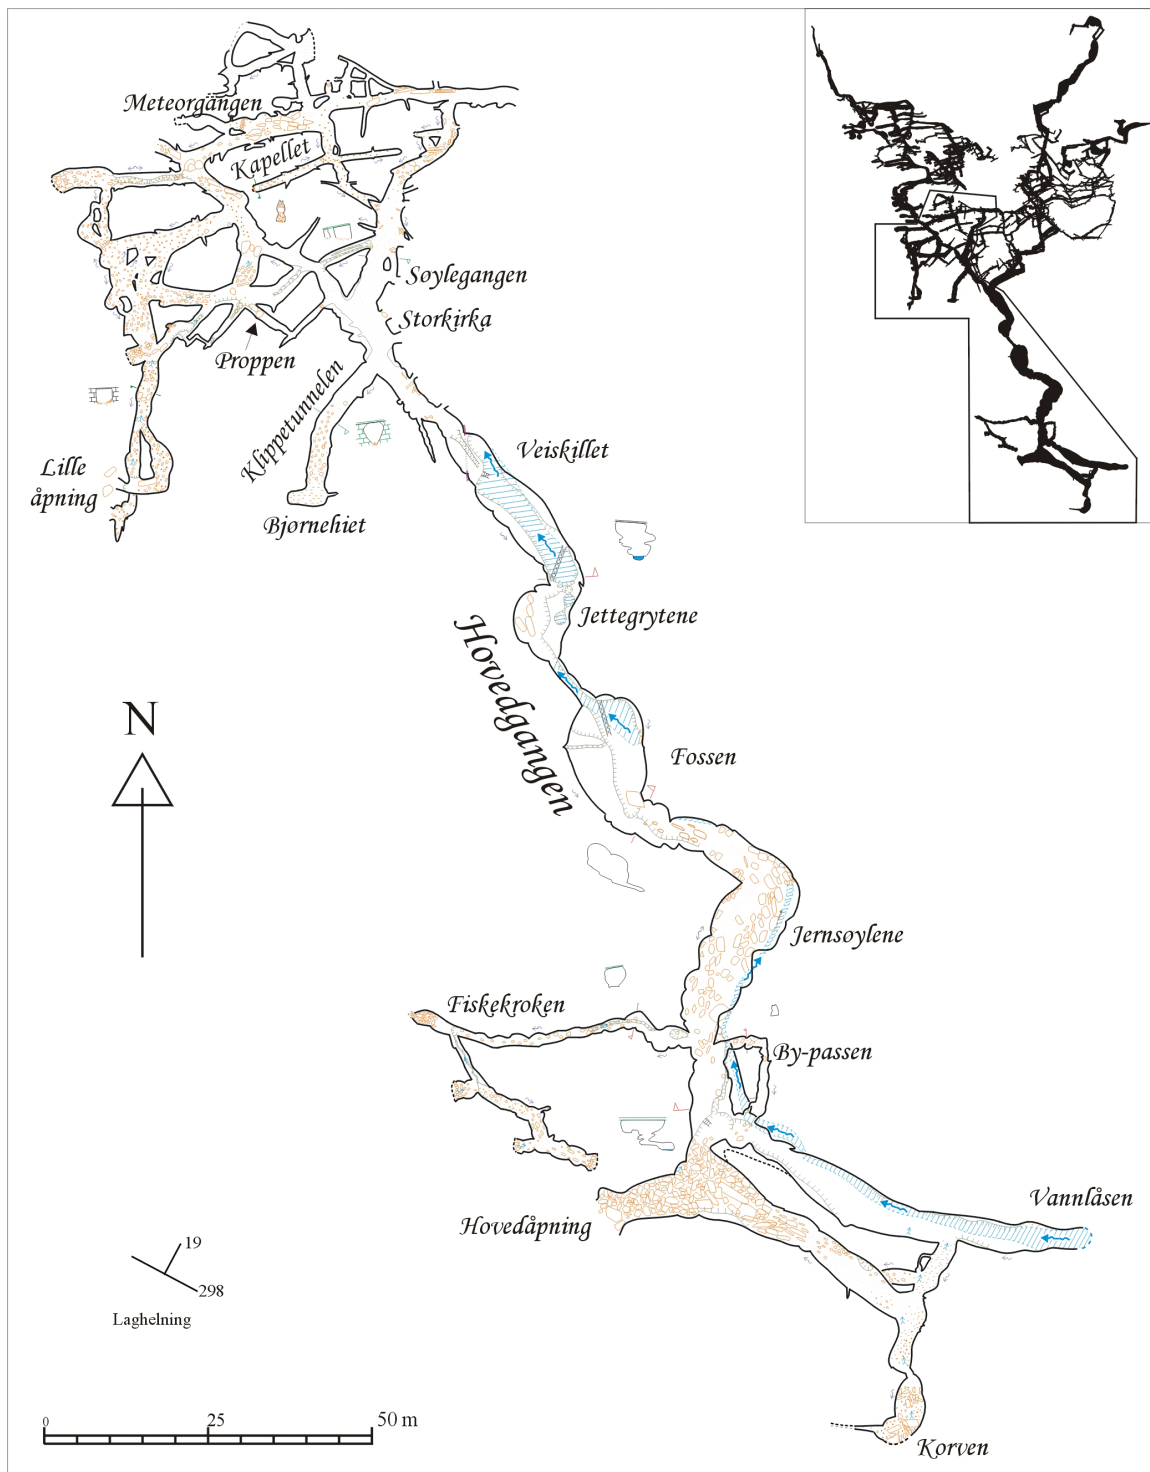 Meteorgangen
Kapellet
Søylegangen
Storkirka
Proppen
Klippetunnelen
Veiskillet
Lille
åpning
Bjørnehiet
Jettegrytene
Hovedgangen
N
Fossen
Jernsøylene
Fiskekroken
By-passen
Vannlåsen
Hovedåpning
19
298
Laghelning
0
25
50 m
Korven